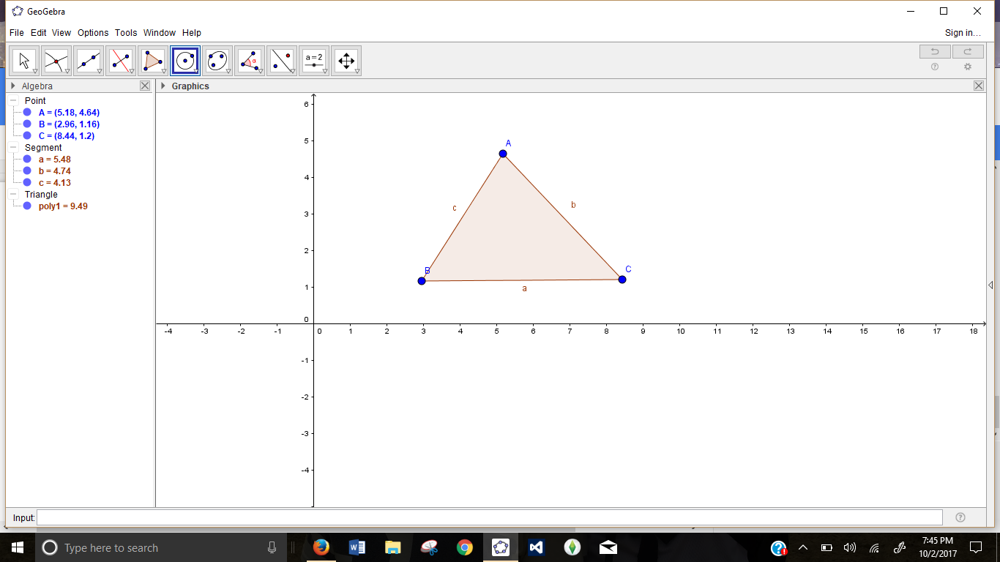 GeoGebra
File Edit View Options Tools Window Help
Sign in...
α
a=2
Algebra
Graphics
Point
A = (5.18, 4.64)
B = (2.96, 1.16)
C = (8.44, 1.2)
Segment
a = 5.48
b = 4.74
c = 4.13
Triangle
poly1 = 9.49
6
5
4
3
2
1
0
-1
-2
-3
-4
A
c
b
B
C
a
-4 -3 -2 -1 0 1 2 3 4 5 6 7 8 9 10 11 12 13 14 15 16 17 18
Input:
Type here to search
7:45 PM
10/2/2017